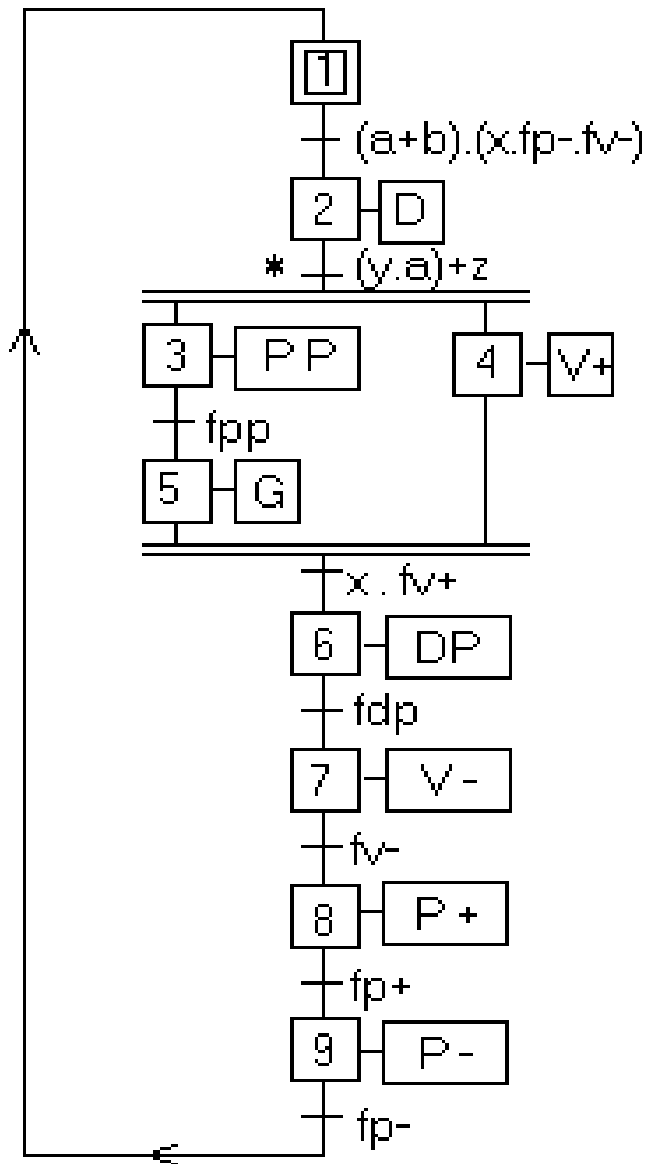 1
(a+b).(x.fp-.fv-)
2 D
* (y.a)+z
3 PP 4 V+
fpp
5 G
x . fv+
6 DP
fdp
7 V-
fv-
8 P+
fp+
9 P-
fp-